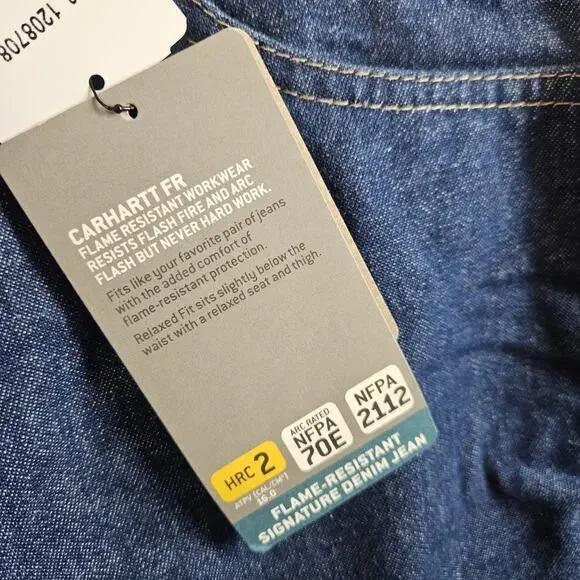 1208708
CARHARTT FR
FLAME RESISTANT WORKWEAR
RESISTS FLASH FIRE AND ARC
FLASH BUT NEVER HARD WORK.
Fits like your favorite pair of jeans
with the added comfort of
flame-resistant protection.
Relaxed Fit sits slightly below the
waist with a relaxed seat and thigh.
HRC 2
ATPV (CAL/CM²)
16.0
ARC RATED
NFPA
70E
NFPA
2112
FLAME-RESISTANT
SIGNATURE DENIM JEAN